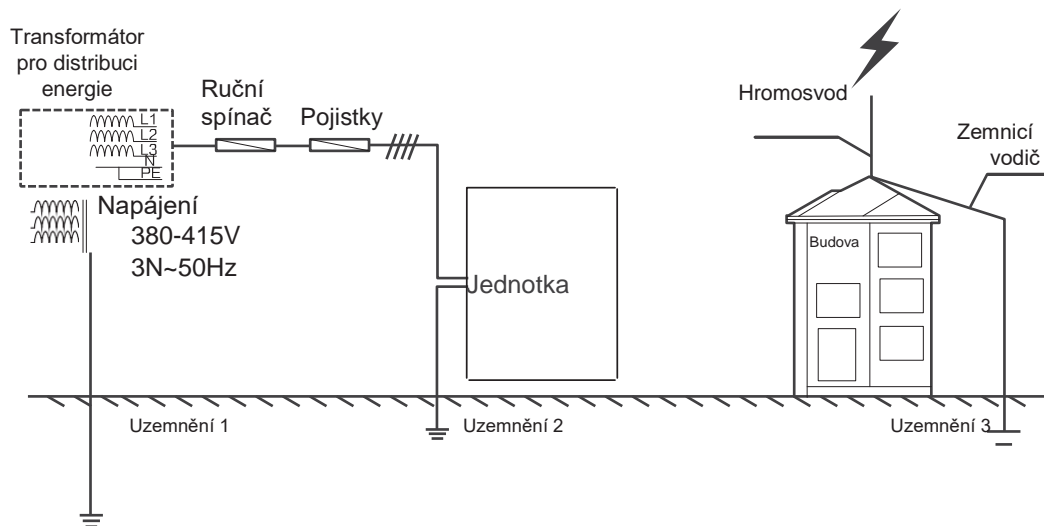 Transformátor
pro distribuci
energie
L1
L2
L3
N
PE
Ruční
spínač
Pojistky
Napájení
380-415V
3N~50Hz
Jednotka
Hromosvod
Zemnicí
vodič
Budova
Uzemnění 1
Uzemnění 2
Uzemnění 3